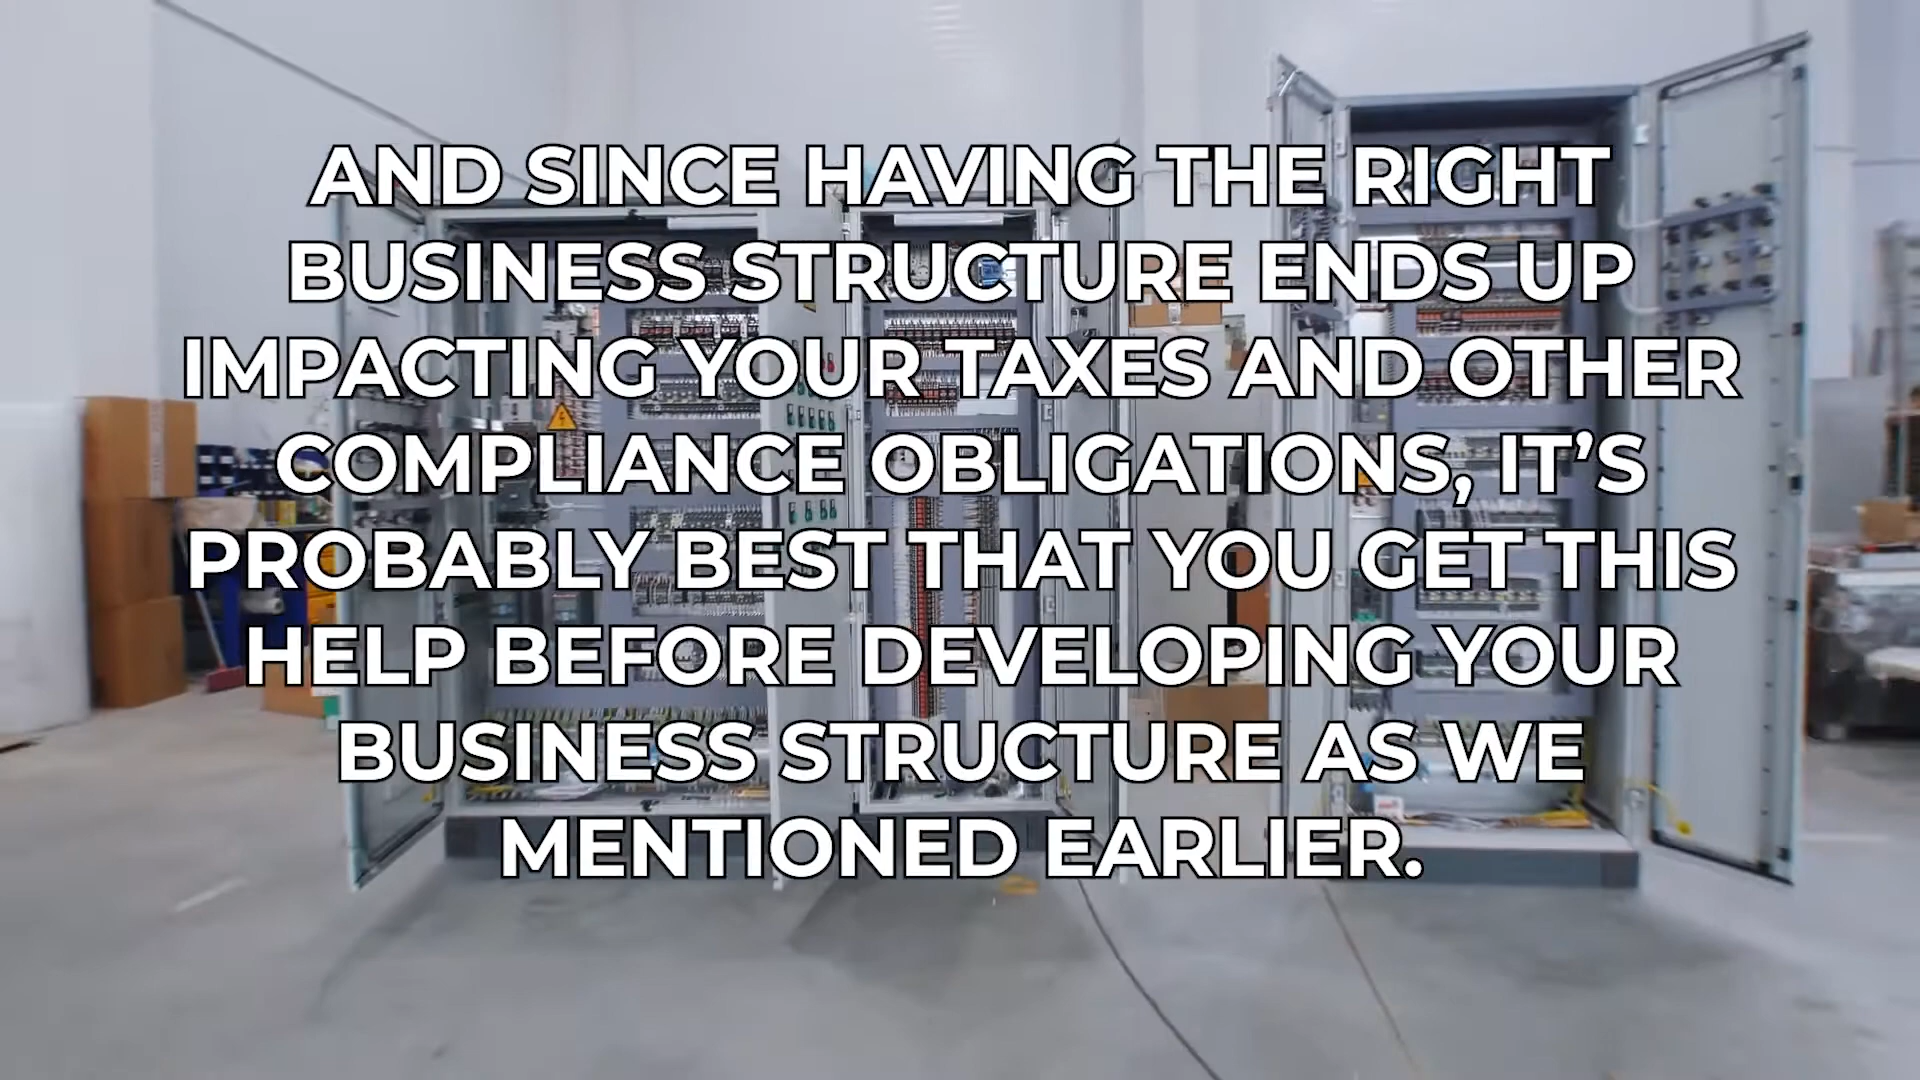 AND SINCE HAVING THE RIGHT
BUSINESS STRUCTURE ENDS UP
IMPACTING YOUR TAXES AND OTHER
COMPLIANCE OBLIGATIONS, IT’S
PROBABLY BEST THAT YOU GET THIS
HELP BEFORE DEVELOPING YOUR
BUSINESS STRUCTURE AS WE
MENTIONED EARLIER.